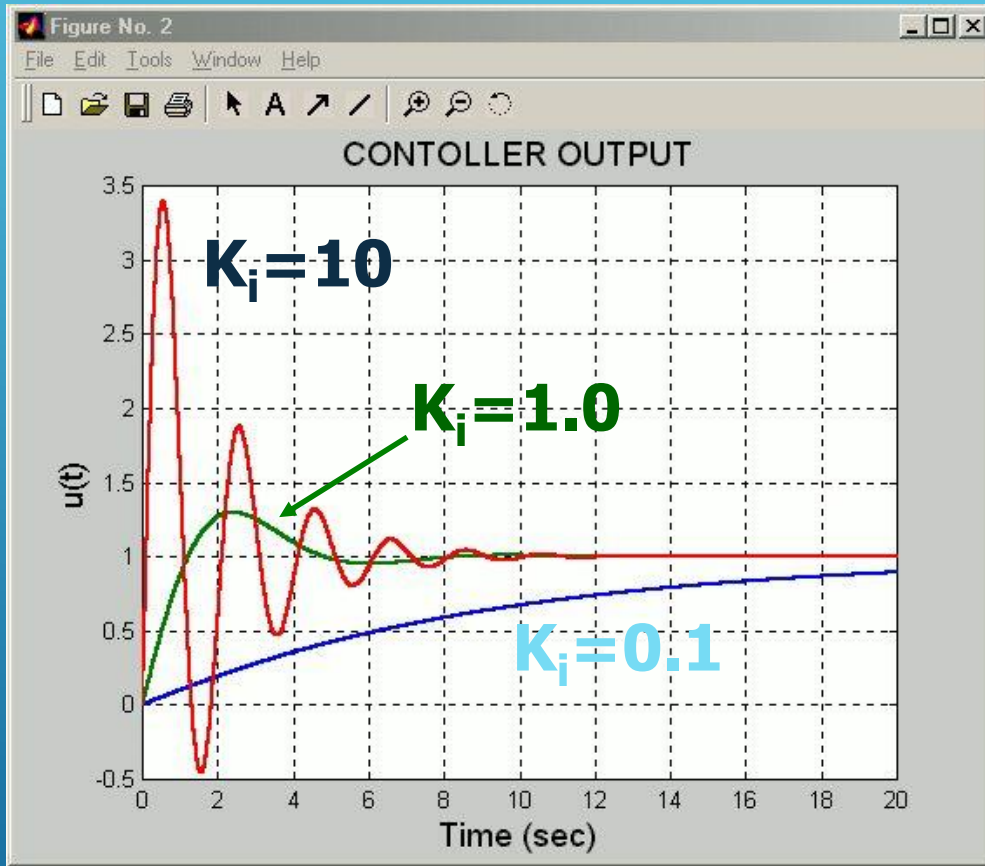 Figure No. 2
File Edit Tools Window Help
A
CONTOLLER OUTPUT
3.5
3
2.5
2
1.5
1
0.5
0
-0.5
u(t)
Ki=10
Ki=1.0
Ki=0.1
0 2 4 6 8 10 12 14 16 18 20
Time (sec)